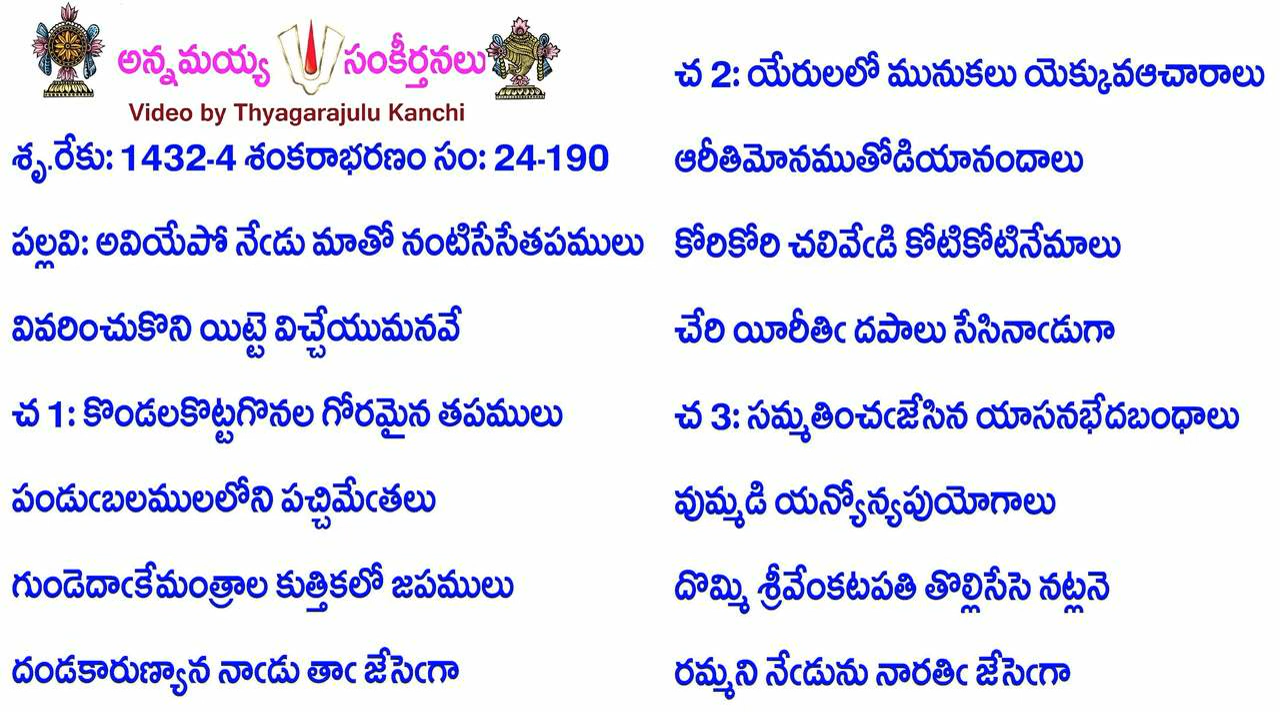 అన్నమయ్య సంకీర్తనలు
Video by Thyagarajulu Kanchi
శృ.రేకు: 1432-4 శంకరాభరణం సం: 24-190
పల్లవి: అవియేపో నేఁడు మాతో నంటిసేసేతపములు
వివరించుకొని యిట్టె విచ్చేయుమనవే
చ 1: కొండలకొట్టగొనల గోరమైన తపములు
పండుఁబలములలోని పచ్చిమేఁతలు
గుండెదాఁకేమంత్రాల కుత్తికలో జపములు
దండకారుణ్యాన నాఁడు తాఁ జేసెఁగా
చ 2: యేరులలో మునుకలు యెక్కువఆచారాలు
ఆరీతిమోనముతోడియానందాలు
కోరికోరి చలివేఁడి కోటికోటినేమాలు
చేరి యీరీతిఁ దపాలు సేసినాఁడుగా
చ 3: సమ్మతించఁజేసిన యాసనభేదబంధాలు
వుమ్మడి యన్యోన్యపుయోగాలు
దొమ్మి శ్రీవేంకటపతి తొల్లిసేసె నట్లనె
రమ్మని నేఁడును నారతిఁ జేసెఁగా